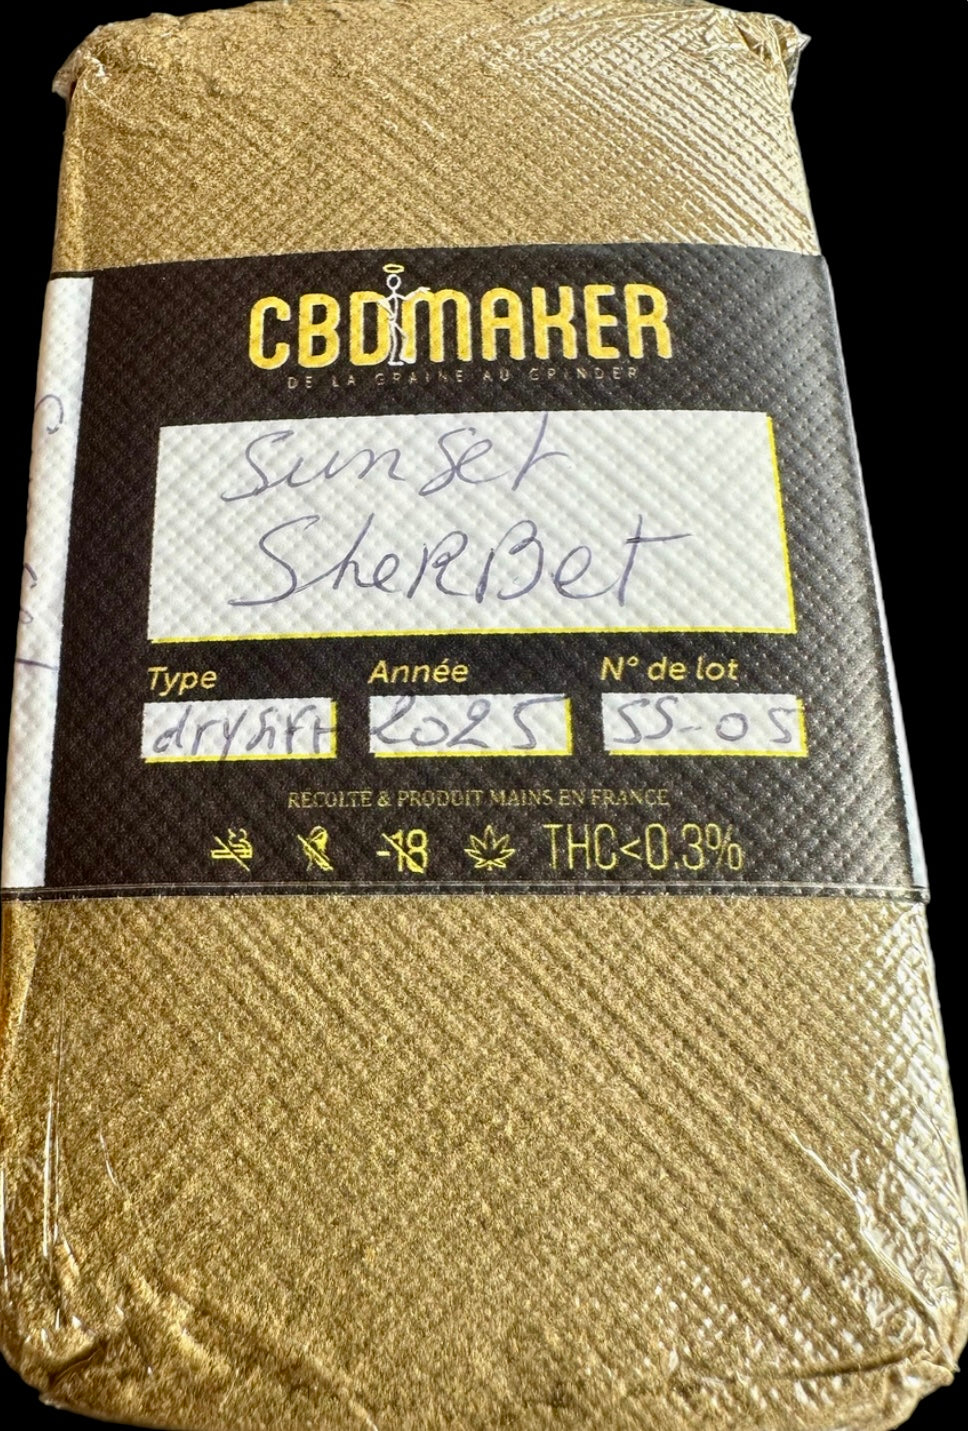 CBDMAKER
DE LA GRAINE AU GRINDER
Sunset
SheRBet
Type Année N° de lot
drysift 2025 SS-05
RÉCOLTÉ & PRODUIT MAINS EN FRANCE
-18 THC<0.3%